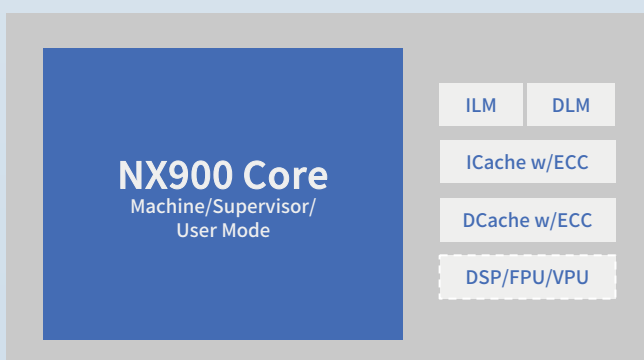 NX900 Core
Machine/Supervisor/
User Mode
ILM
DLM
ICache w/ECC
DCache w/ECC
DSP/FPU/VPU